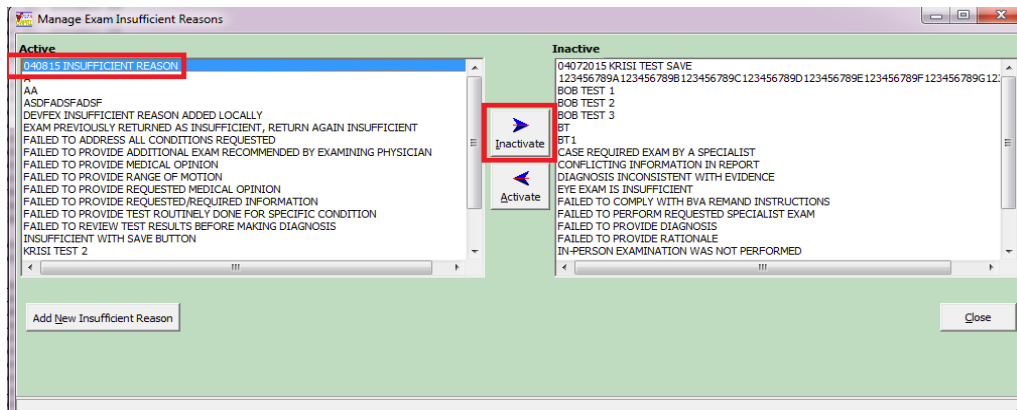 Manage Exam Insufficient Reasons
Active
040815 INSUFFICIENT REASON
A
AA
ASDFADSFADSF
DEVFEX INSUFFICIENT REASON ADDED LOCALLY
EXAM PREVIOUSLY RETURNED AS INSUFFICIENT, RETURN AGAIN INSUFFICIENT
FAILED TO ADDRESS ALL CONDITIONS REQUESTED
FAILED TO PROVIDE ADDITIONAL EXAM RECOMMENDED BY EXAMINING PHYSICIAN
FAILED TO PROVIDE MEDICAL OPINION
FAILED TO PROVIDE RANGE OF MOTION
FAILED TO PROVIDE REQUESTED MEDICAL OPINION
FAILED TO PROVIDE REQUESTED/REQUIRED INFORMATION
FAILED TO PROVIDE TEST ROUTINELY DONE FOR SPECIFIC CONDITION
FAILED TO REVIEW TEST RESULTS BEFORE MAKING DIAGNOSIS
INSUFFICIENT WITH SAVE BUTTON
KRISI TEST 2
Inactivate
Activate
Inactive
04072015 KRISI TEST SAVE
123456789A123456789B123456789C123456789D123456789E123456789F123456789G12
BOB TEST 1
BOB TEST 2
BOB TEST 3
BT
BT1
CASE REQUIRED EXAM BY A SPECIALIST
CONFLICTING INFORMATION IN REPORT
DIAGNOSIS INCONSISTENT WITH EVIDENCE
EYE EXAM IS INSUFFICIENT
FAILED TO COMPLY WITH BVA REMAND INSTRUCTIONS
FAILED TO PERFORM REQUESTED SPECIALIST EXAM
FAILED TO PROVIDE DIAGNOSIS
FAILED TO PROVIDE RATIONALE
IN-PERSON EXAMINATION WAS NOT PERFORMED
Add New Insufficient Reason
Close